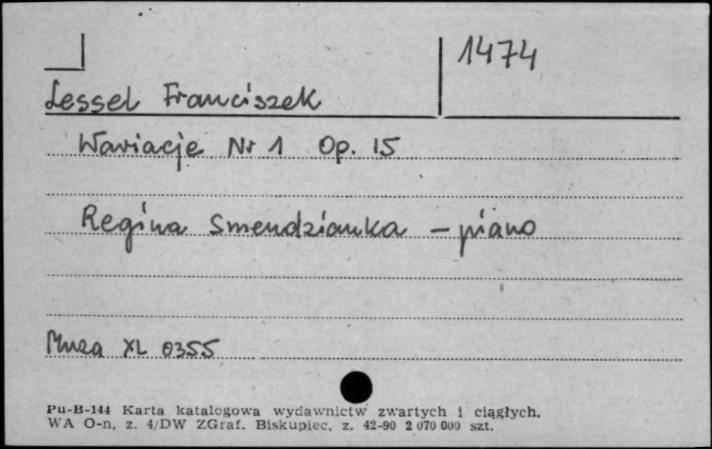 1474
Lessel Franciszek
Wariacje Nr 1 Op. 15
Regina Smendzianka - piano
Muza XL 0355
Pu-B-144 Karta katalogowa wydawnictw zwartych i ciągłych.
WA O-n, z. 4/DW ZGraf. Biskupiec, z. 42-90 2 070 000 szt.